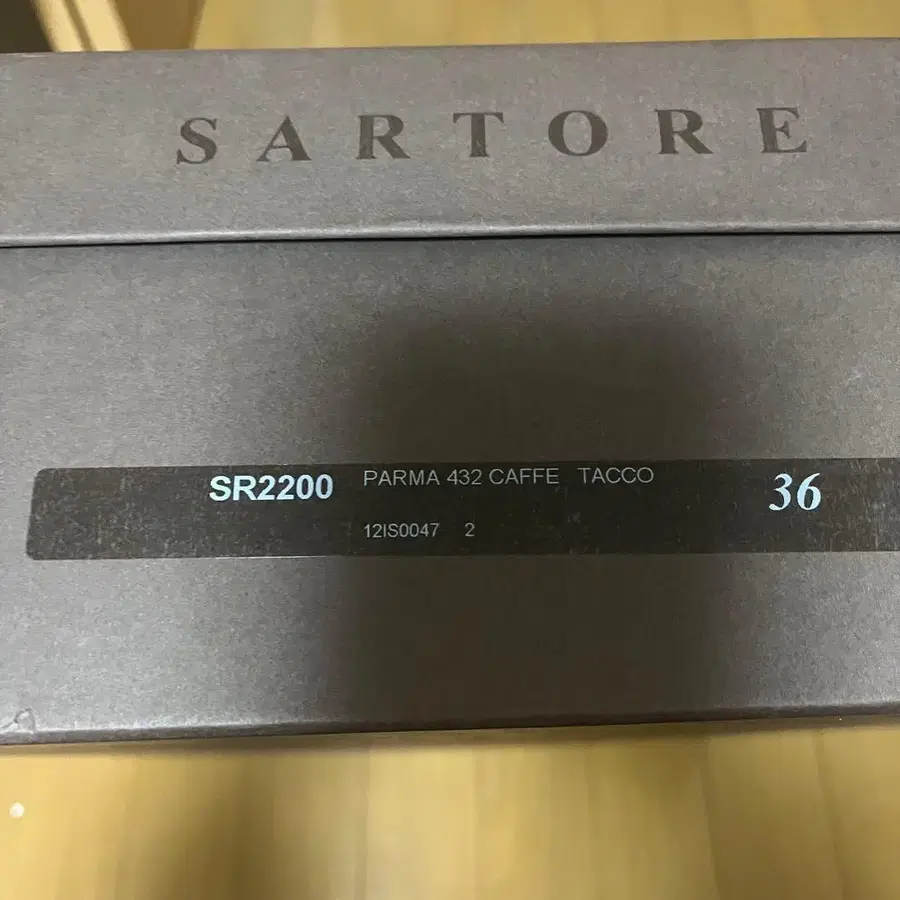 SARTORE
SR2200 PARMA 432 CAFFE TACCO 36
12IS0047 2